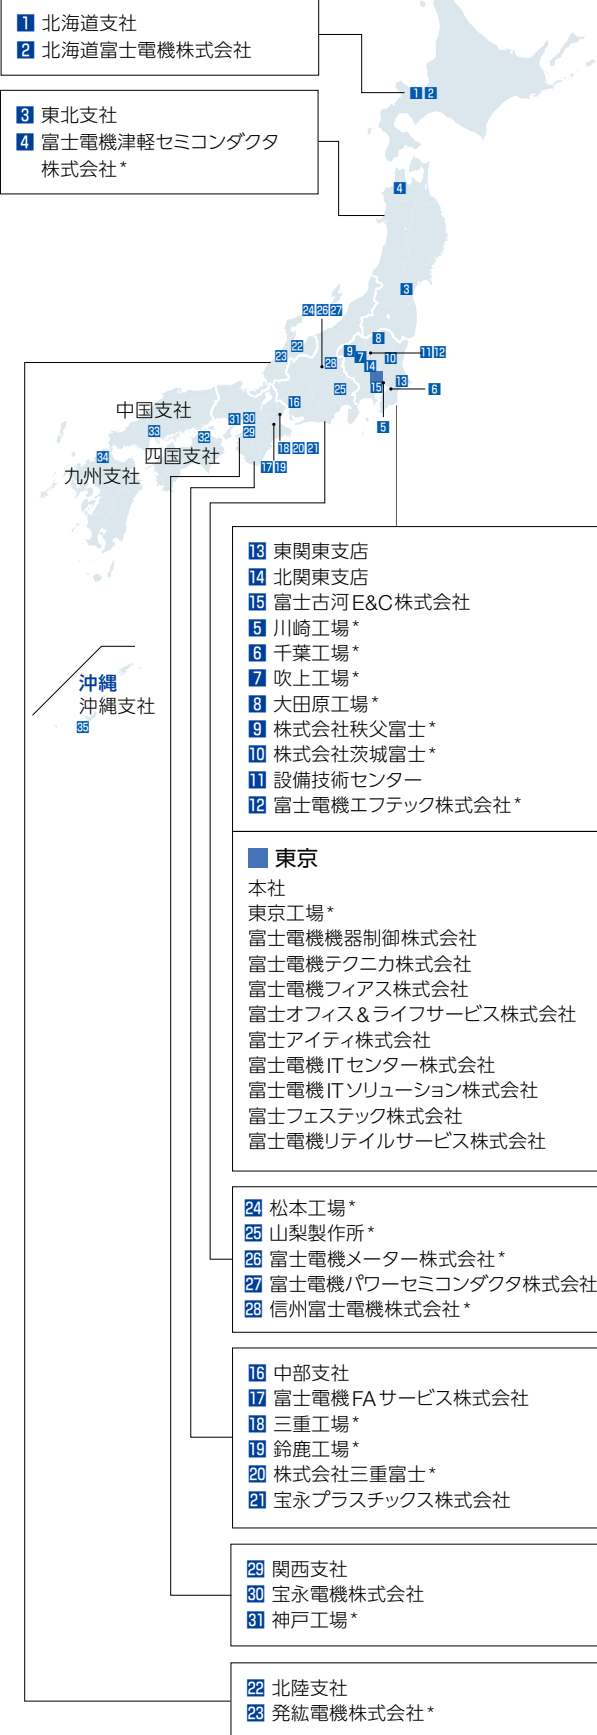 1 北海道支社
2 北海道富士電機株式会社
1 2
3 東北支社
4 富士電機津軽セミコンダクタ
株式会社*
4
3
24 26 27
8
22
23
9
7
11 12
28
10
14
15
13
25
6
16
5
中国支社
31 30
33
32
29
18 20 21
四国支社
34
17 19
九州支社
沖縄
沖縄支社
35
13 東関東支店
14 北関東支店
15 富士古河E&C株式会社
5 川崎工場*
6 千葉工場*
7 吹上工場*
8 大田原工場*
9 株式会社秩父富士*
10 株式会社茨城富士*
11 設備技術センター
12 富士電機エフテック株式会社*
東京
本社
東京工場*
富士電機機器制御株式会社
富士電機テクニカ株式会社
富士電機フィアス株式会社
富士オフィス&ライフサービス株式会社
富士アイティ株式会社
富士電機ITセンター株式会社
富士電機ITソリューション株式会社
富士フェステック株式会社
富士電機リテイルサービス株式会社
24 松本工場*
25 山梨製作所*
26 富士電機メーター株式会社*
27 富士電機パワーセミコンダクタ株式会社
28 信州富士電機株式会社*
16 中部支社
17 富士電機FAサービス株式会社
18 三重工場*
19 鈴鹿工場*
20 株式会社三重富士*
21 宝永プラスチックス株式会社
29 関西支社
30 宝永電機株式会社
31 神戸工場*
22 北陸支社
23 発紘電機株式会社*